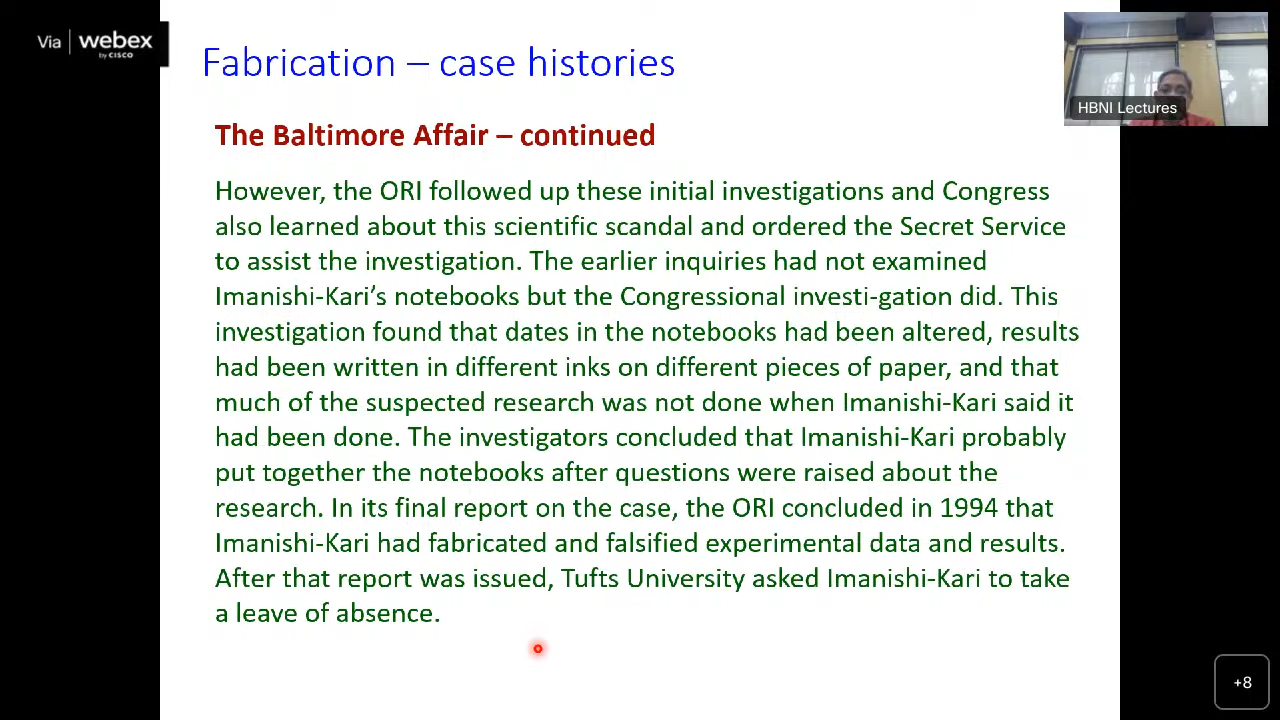 Via | webex
by CISCO
Fabrication – case histories
HBNI Lectures
The Baltimore Affair – continued
However, the ORI followed up these initial investigations and Congress
also learned about this scientific scandal and ordered the Secret Service
to assist the investigation. The earlier inquiries had not examined
Imanishi-Kari’s notebooks but the Congressional investi-gation did. This
investigation found that dates in the notebooks had been altered, results
had been written in different inks on different pieces of paper, and that
much of the suspected research was not done when Imanishi-Kari said it
had been done. The investigators concluded that Imanishi-Kari probably
put together the notebooks after questions were raised about the
research. In its final report on the case, the ORI concluded in 1994 that
Imanishi-Kari had fabricated and falsified experimental data and results.
After that report was issued, Tufts University asked Imanishi-Kari to take
a leave of absence.
+8